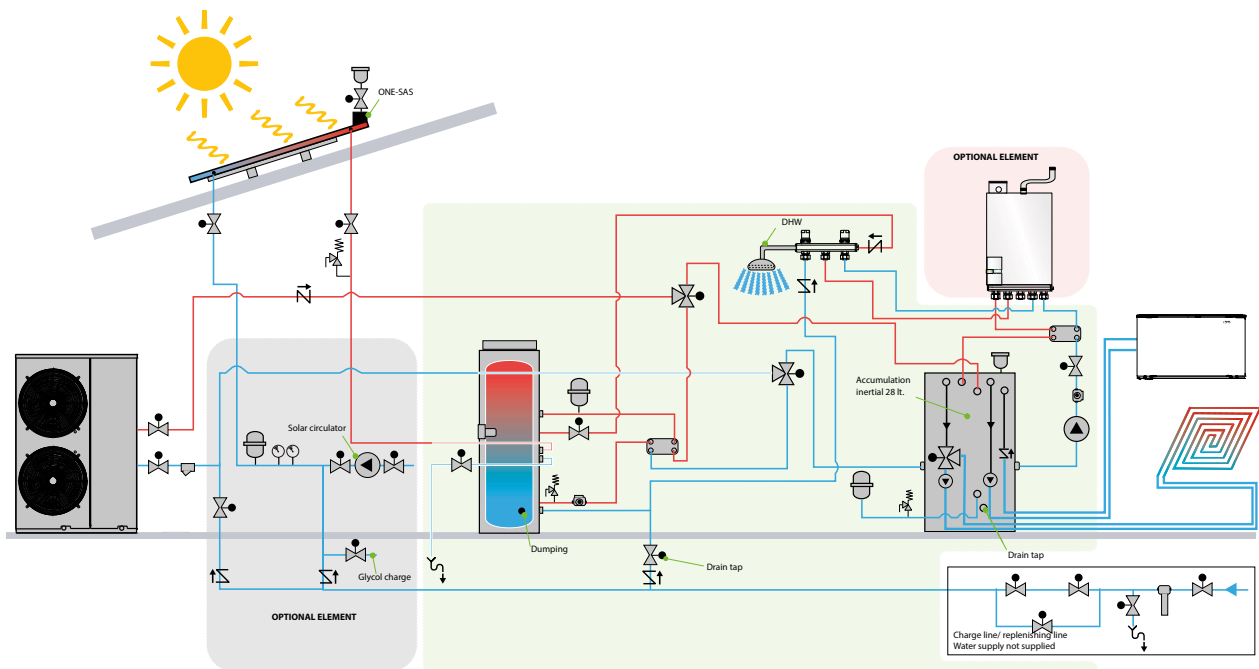 ONE-SAS
OPTIONAL ELEMENT
DHW
Accumulation
inertial 28 lt.
Solar circulator
Dumping
Drain tap
Drain tap
Glycol charge
OPTIONAL ELEMENT
Charge line/ replenishing line
Water supply not supplied